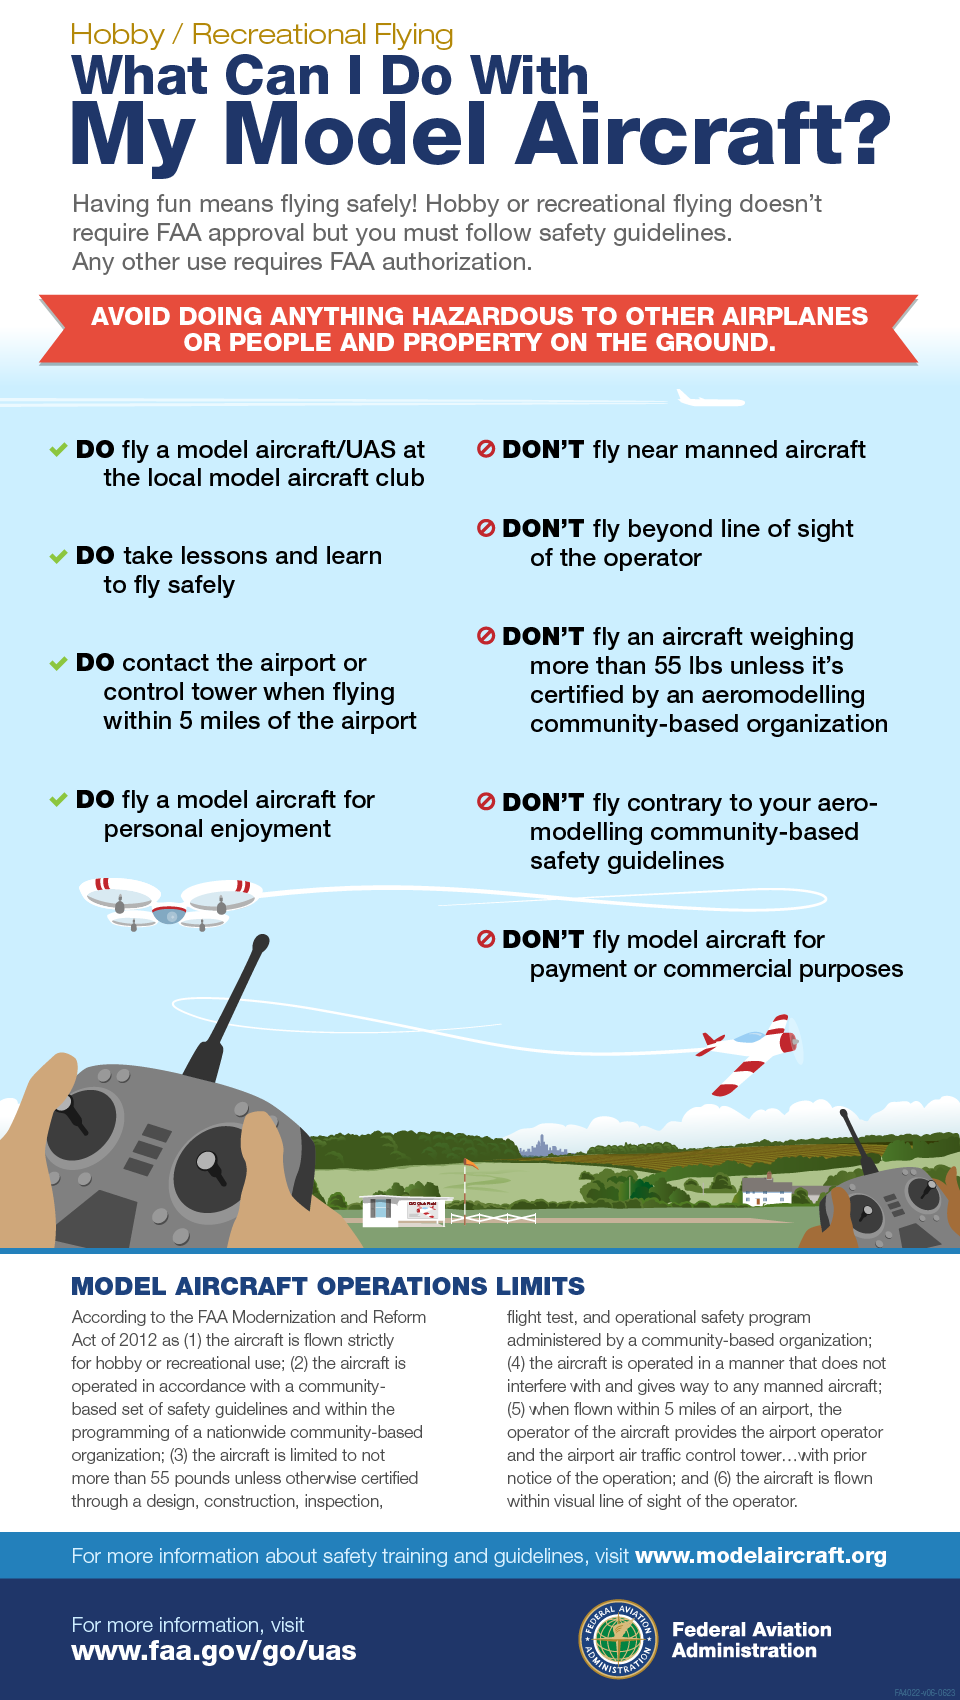 Hobby / Recreational Flying
What Can I Do With
My Model Aircraft?
Having fun means flying safely! Hobby or recreational flying doesn't
require FAA approval but you must follow safety guidelines.
Any other use requires FAA authorization.
AVOID DOING ANYTHING HAZARDOUS TO OTHER AIRPLANES
OR PEOPLE AND PROPERTY ON THE GROUND.
DO fly a model aircraft/UAS at
the local model aircraft club
DO take lessons and learn
to fly safely
DO contact the airport or
control tower when flying
within 5 miles of the airport
DO fly a model aircraft for
personal enjoyment
DON'T fly near manned aircraft
DON'T fly beyond line of sight
of the operator
DON'T fly an aircraft weighing
more than 55 lbs unless it's
certified by an aeromodelling
community-based organization
DON'T fly contrary to your aero-
modelling community-based
safety guidelines
DON'T fly model aircraft for
payment or commercial purposes
MODEL AIRCRAFT OPERATIONS LIMITS
According to the FAA Modernization and Reform
Act of 2012 as (1) the aircraft is flown strictly
for hobby or recreational use; (2) the aircraft is
operated in accordance with a community-
based set of safety guidelines and within the
programming of a nationwide community-based
organization; (3) the aircraft is limited to not
more than 55 pounds unless otherwise certified
through a design, construction, inspection,
flight test, and operational safety program
administered by a community-based organization;
(4) the aircraft is operated in a manner that does not
interfere with and gives way to any manned aircraft;
(5) when flown within 5 miles of an airport, the
operator of the aircraft provides the airport operator
and the airport air traffic control tower…with prior
notice of the operation; and (6) the aircraft is flown
within visual line of sight of the operator.
For more information about safety training and guidelines, visit www.modelaircraft.org
For more information, visit
www.faa.gov/go/uas
FEDERAL AVIATION
ADMINISTRATION
Federal Aviation
Administration